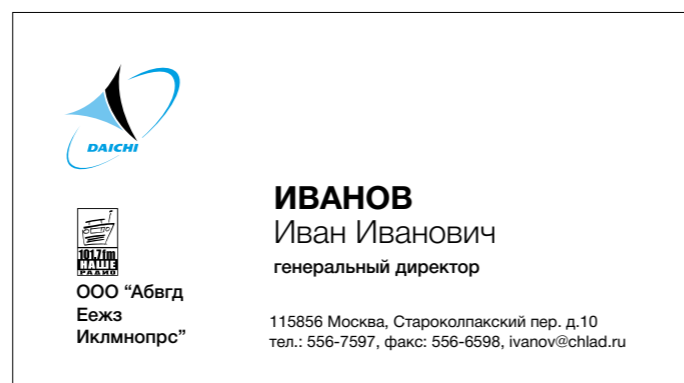 DAICHI
101,7fm
НАШЕ
РАДИО
ООО “Абвгд
Еежз
Иклмнопрс”
ИВАНОВ
Иван Иванович
генеральный директор
115856 Москва, Староколпакский пер. д.10
тел.: 556-7597, факс: 556-6598, ivanov@chlad.ru